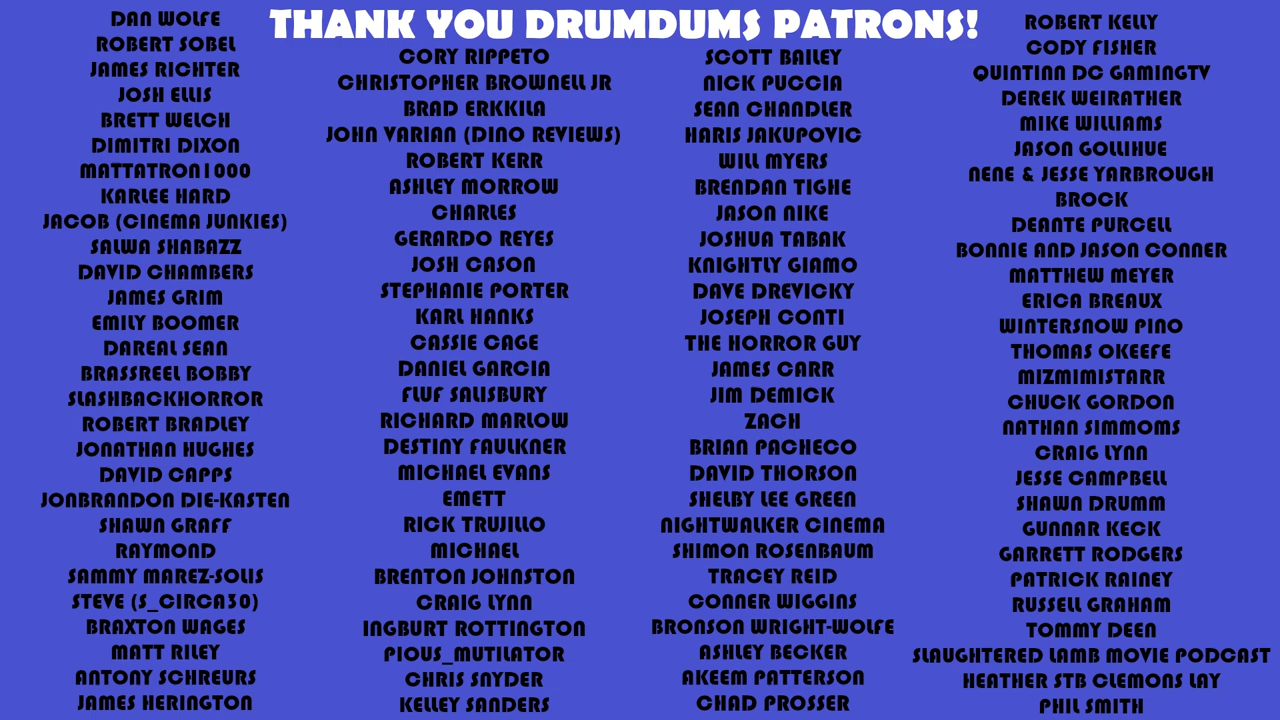 THANK YOU DRUMDUMS PATRONS!
DAN WOLFE
ROBERT SOBEL
JAMES RICHTER
JOSH ELLIS
BRETT WELCH
DIMITRI DIXON
MATTATRON1000
KARLEE HARD
JACOB (CINEMA JUNKIES)
SALWA SHABAZZ
DAVID CHAMBERS
JAMES GRIM
EMILY BOOMER
DAREAL SEAN
BRASSREEL BOBBY
SLASHBACKHORROR
ROBERT BRADLEY
JONATHAN HUGHES
DAVID CAPPS
JONBRANDON DIE-KASTEN
SHAWN GRAFF
RAYMOND
SAMMY MAREZ-SOLIS
STEVE (S_CIRCA30)
BRAXTON WAGES
MATT RILEY
ANTONY SCHREURS
JAMES HERINGTON
CORY RIPPETO
CHRISTOPHER BROWNELL JR
BRAD ERKKILA
JOHN VARIAN (DINO REVIEWS)
ROBERT KERR
ASHLEY MORROW
CHARLES
GERARDO REYES
JOSH CASON
STEPHANIE PORTER
KARL HANKS
CASSIE CAGE
DANIEL GARCIA
FLUF SALISBURY
RICHARD MARLOW
DESTINY FAULKNER
MICHAEL EVANS
EMETT
RICK TRUJILLO
MICHAEL
BRENTON JOHNSTON
CRAIG LYNN
INGBURT ROTTINGTON
PIOUS_MUTILATOR
CHRIS SNYDER
KELLEY SANDERS
SCOTT BAILEY
NICK PUCCIA
SEAN CHANDLER
HARIS JAKUPOVIC
WILL MYERS
BRENDAN TIGHE
JASON NIKE
JOSHUA TABAK
KNIGHTLY GIAMO
DAVE DREVICKY
JOSEPH CONTI
THE HORROR GUY
JAMES CARR
JIM DEMICK
ZACH
BRIAN PACHECO
DAVID THORSON
SHELBY LEE GREEN
NIGHTWALKER CINEMA
SHIMON ROSENBAUM
TRACEY REID
CONNER WIGGINS
BRONSON WRIGHT-WOLFE
ASHLEY BECKER
AKEEM PATTERSON
CHAD PROSSER
ROBERT KELLY
CODY FISHER
QUINTINN DC GAMINGTV
DEREK WEIRATHER
MIKE WILLIAMS
JASON GOLLIHUE
NENE & JESSE YARBROUGH
BROCK
DEANTE PURCELL
BONNIE AND JASON CONNER
MATTHEW MEYER
ERICA BREAUX
WINTERSNOW PINO
THOMAS OKEEFE
MIZMIMISTARR
CHUCK GORDON
NATHAN SIMMOMS
CRAIG LYNN
JESSE CAMPBELL
SHAWN DRUMM
GUNNAR KECK
GARRETT RODGERS
PATRICK RAINEY
RUSSELL GRAHAM
TOMMY DEEN
SLAUGHTERED LAMB MOVIE PODCAST
HEATHER STB CLEMONS LAY
PHIL SMITH